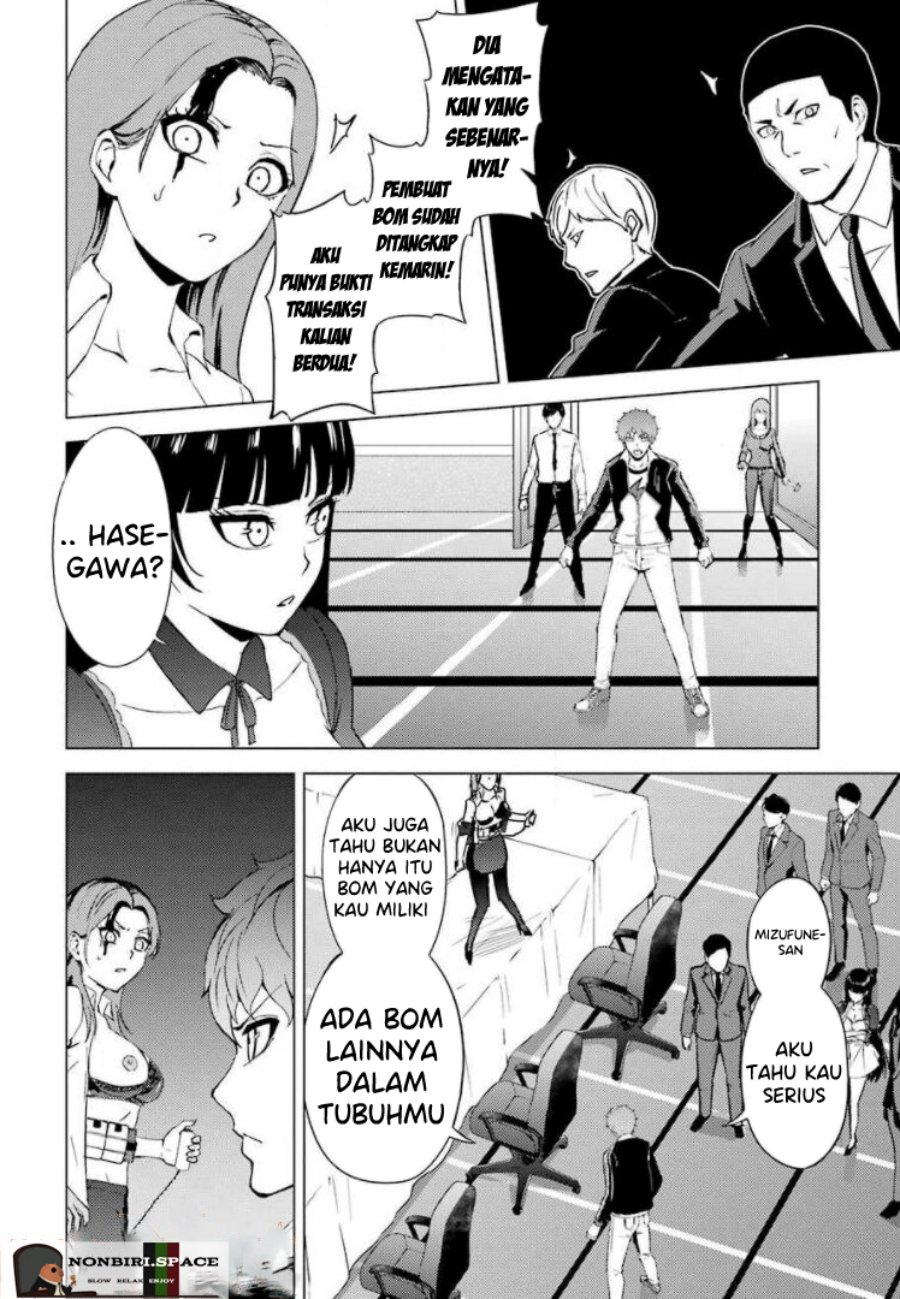 DIA
MENGATA-
KAN YANG
SEBENAR-
NYA!
PEMBUAT
BOM SUDAH
DITANGKAP
KEMARIN!
AKU
PUNYA BUKTI
TRANSAKSI
KALIAN
BERDUA!
.. HASE-
GAWA?
MIZUFUNE-
SAN
AKU
TAHU KAU
SERIUS
AKU JUGA
TAHU BUKAN
HANYA ITU
BOM YANG
KAU MILIKI
ADA BOM
LAINNYA
DALAM
TUBUHMU
NONBIRI.SPACE
SLOW RELAX ENJOY